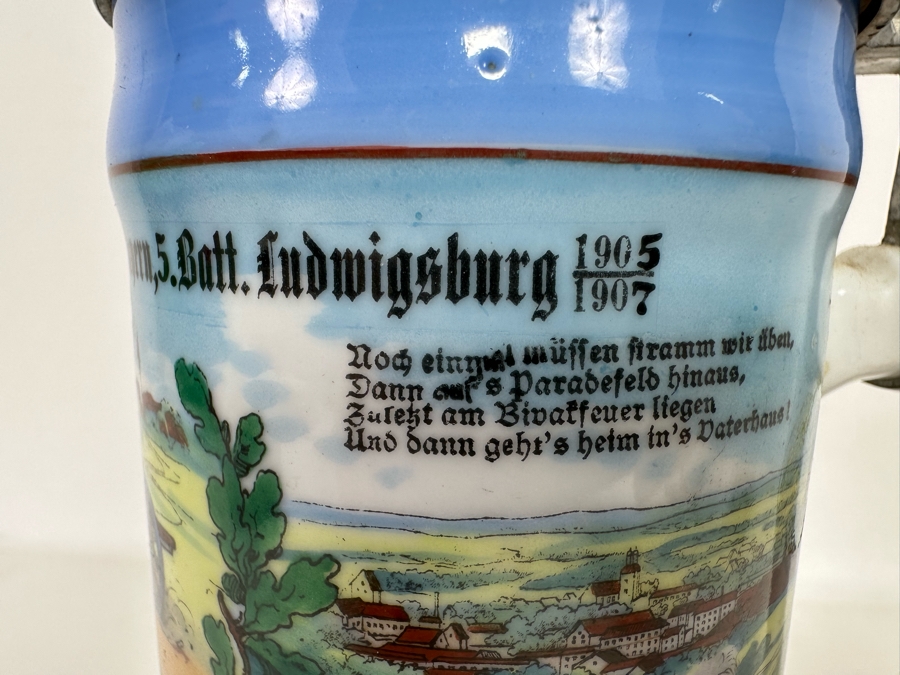 5. Batt. Ludwigsburg 1905
1907
Noch einmal müssen stramm wir üben,
Dann auf's Paradefeld hinaus,
Zuletzt am Bivakfeuer liegen
Und dann geht's heim in's Vaterhaus!